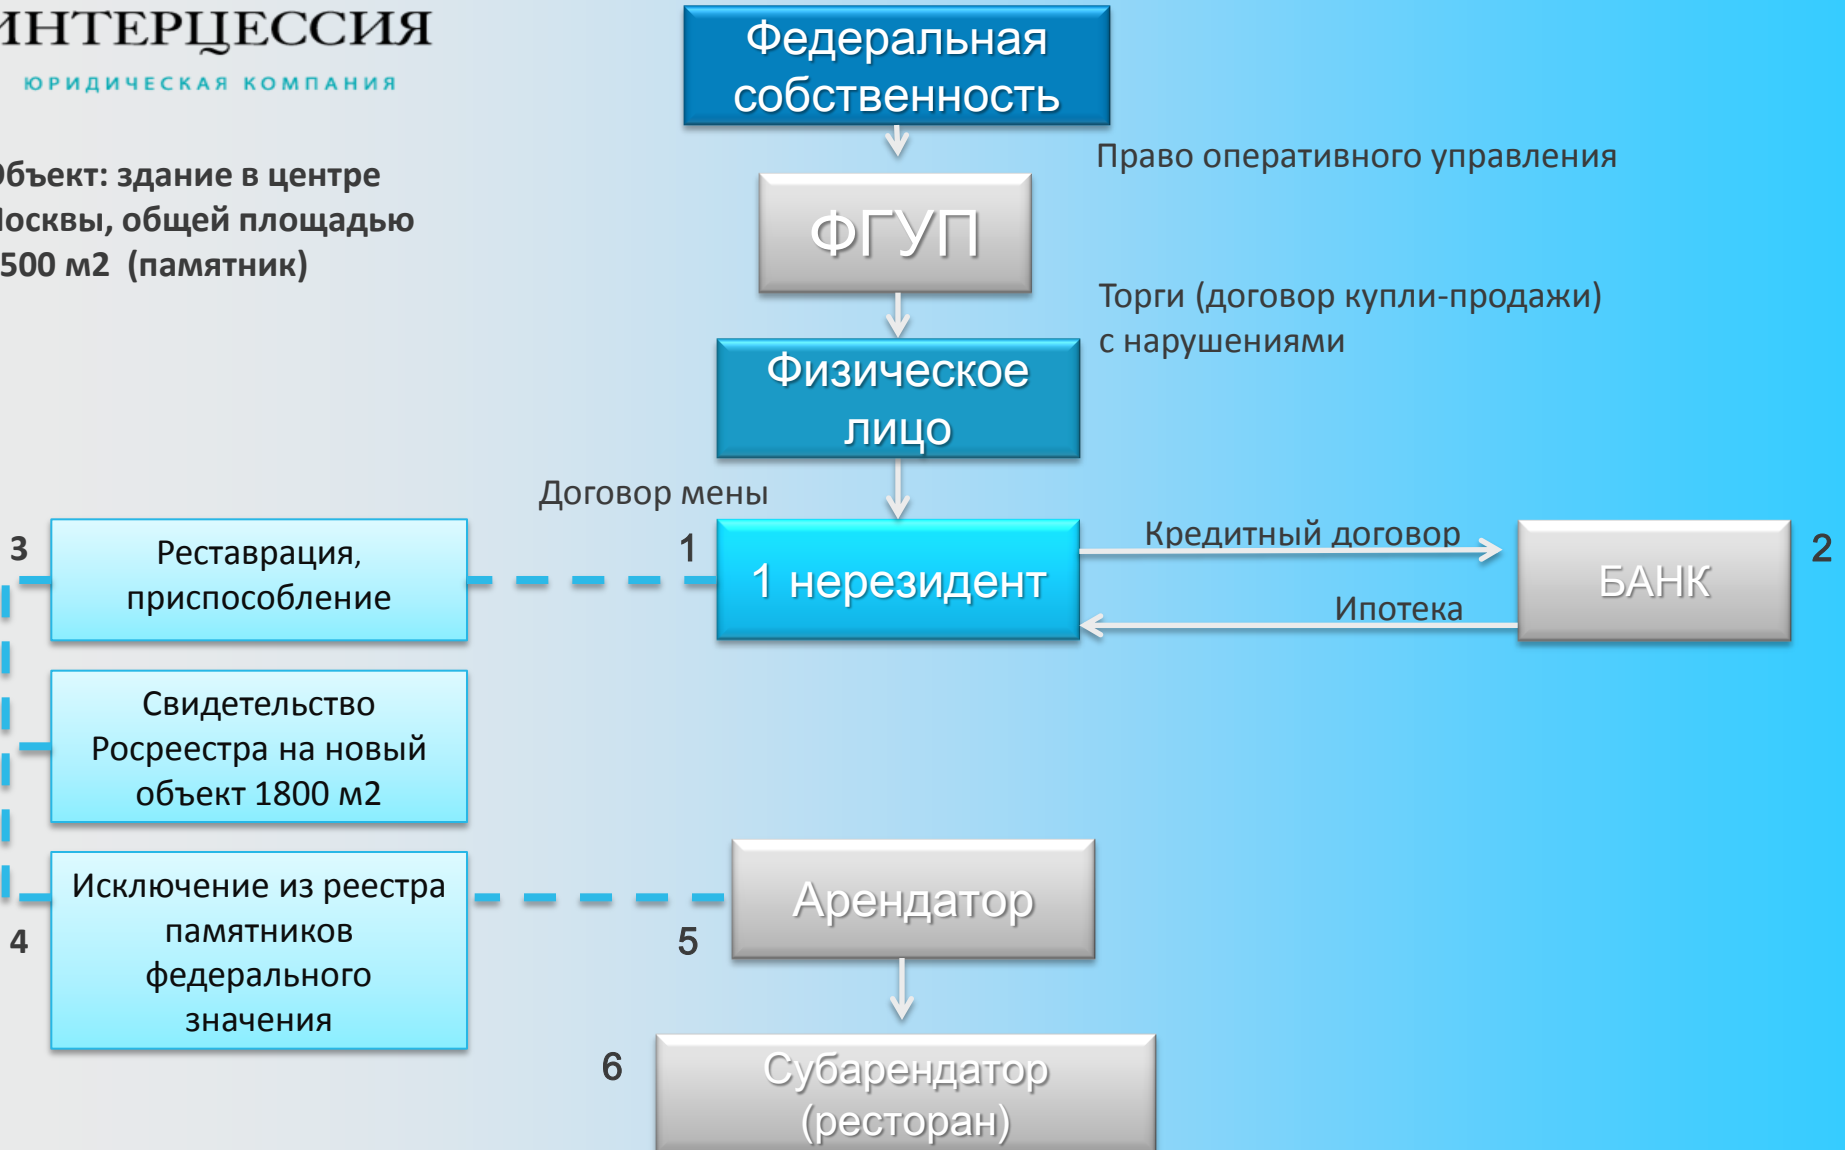 ИНТЕРЦЕССИЯ
ЮРИДИЧЕСКАЯ КОМПАНИЯ
Объект: здание в центре
Москвы, общей площадью
500 м2 (памятник)
Федеральная
собственность
Право оперативного управления
ФГУП
Торги (договор купли-продажи)
с нарушениями
Физическое
лицо
Договор мены
1
1 нерезидент
Кредитный договор
Ипотека
БАНК
2
3
Реставрация,
приспособление
Свидетельство
Росреестра на новый
объект 1800 м2
4
Исключение из реестра
памятников
федерального
значения
5
Арендатор
6
Субарендатор
(ресторан)